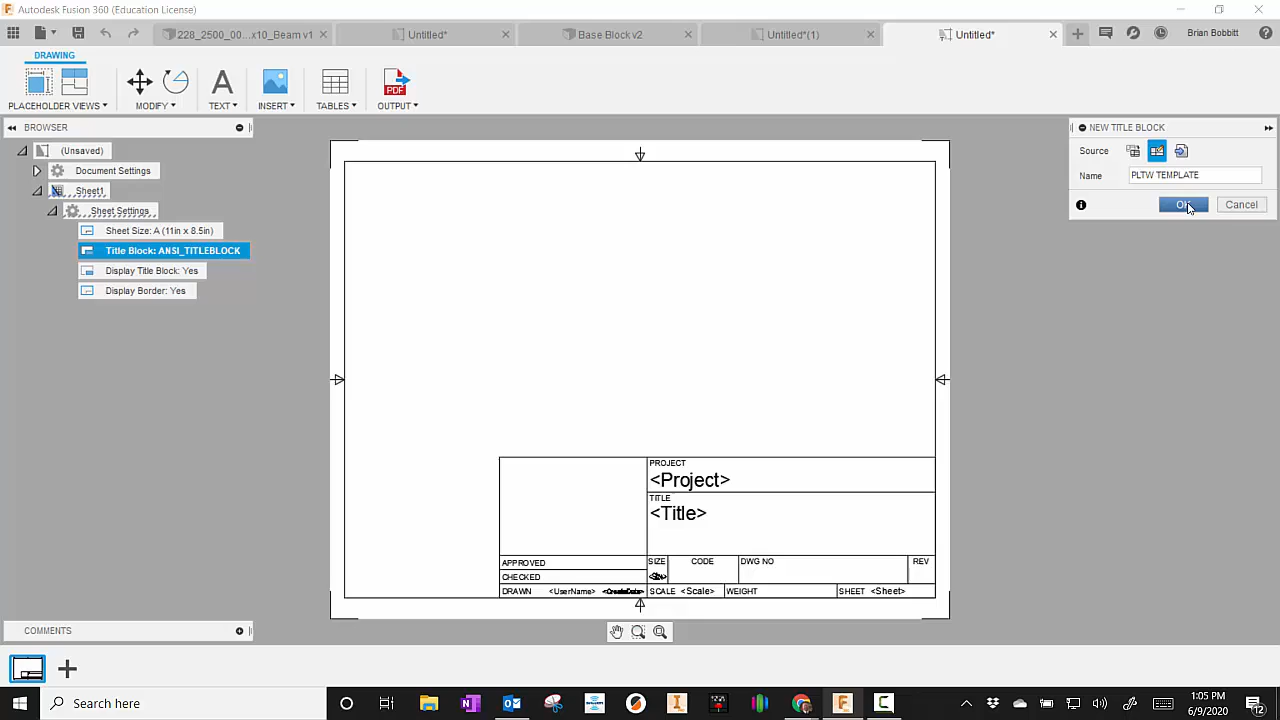 Autodesk Fusion 360 (Education License)
228_2500_00...x10_Beam v1
Untitled*
Base Block v2
Untitled*(1)
Untitled*
Brian Bobbitt
DRAWING
PLACEHOLDER VIEWS
MODIFY
TEXT
INSERT
TABLES
PDF
OUTPUT
BROWSER
(Unsaved)
Document Settings
Sheet1
Sheet Settings
Sheet Size: A (11in x 8.5in)
Title Block: ANSI_TITLEBLOCK
Display Title Block: Yes
Display Border: Yes
NEW TITLE BLOCK
Source
Name PLTW TEMPLATE
OK Cancel
PROJECT
<Project>
TITLE
<Title>
APPROVED
CHECKED
DRAWN <UserName> <CreateDate>
SIZE
CODE
DWG NO
REV
SCALE <Scale>
WEIGHT
SHEET <Sheet>
COMMENTS
Search here
1:05 PM
6/9/2020